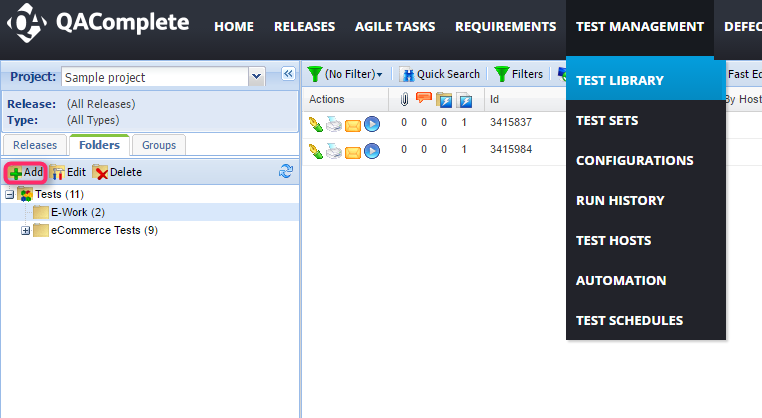 QAComplete
HOME RELEASES AGILE TASKS REQUIREMENTS TEST MANAGEMENT DEFEC
Project: Sample project
(No Filter) Quick Search Filters Fast Ed
Release: (All Releases)
Type: (All Types)
Actions Id By Host
0 0 0 1 3415837
0 0 0 1 3415984
Releases Folders Groups
Add Edit Delete
Tests (11)
E-Work (2)
eCommerce Tests (9)
TEST LIBRARY
TEST SETS
CONFIGURATIONS
RUN HISTORY
TEST HOSTS
AUTOMATION
TEST SCHEDULES